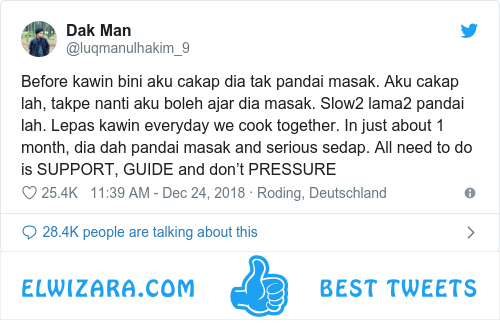 Dak Man
@luqmanulhakim_9
Before kawin bini aku cakap dia tak pandai masak. Aku cakap
lah, takpe nanti aku boleh ajar dia masak. Slow2 lama2 pandai
lah. Lepas kawin everyday we cook together. In just about 1
month, dia dah pandai masak and serious sedap. All need to do
is SUPPORT, GUIDE and don’t PRESSURE
25.4K 11:39 AM - Dec 24, 2018 · Roding, Deutschland
28.4K people are talking about this
ELWIZARA.COM BEST TWEETS